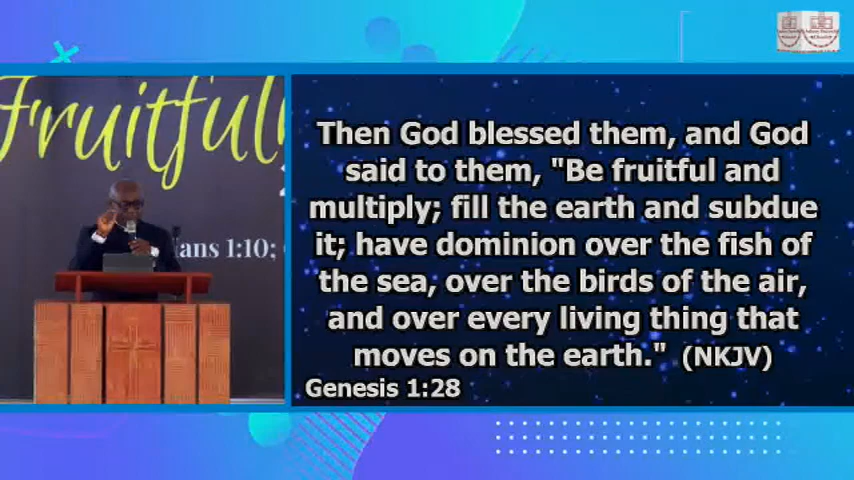 Fruitful
ans 1:10;
Then God blessed them, and God
said to them, "Be fruitful and
multiply; fill the earth and subdue
it; have dominion over the fish of
the sea, over the birds of the air,
and over every living thing that
moves on the earth." (NKJV)
Genesis 1:28